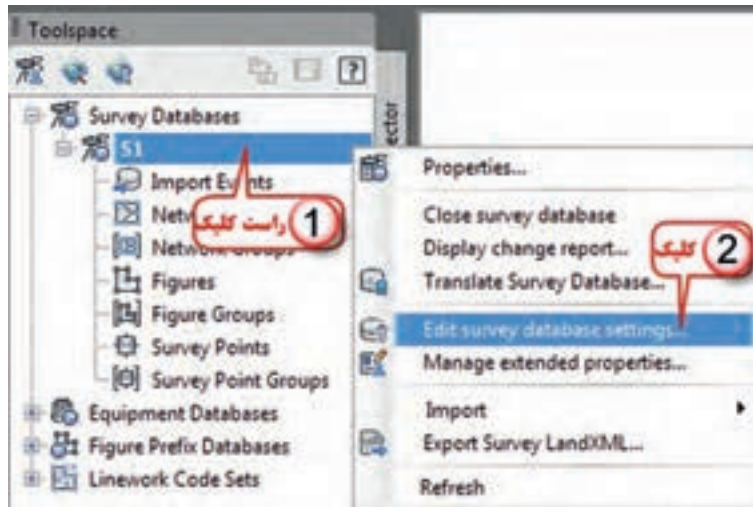 Toolspace
Survey Databases
S1
Import Events
1 راست کلیک
Network Groups
Figures
Figure Groups
Survey Points
Survey Point Groups
Equipment Databases
Figure Prefix Databases
Linework Code Sets
Properties...
Close survey database
Display change report...
2 کلیک
Translate Survey Database...
Edit survey database settings...
Manage extended properties...
Import
Export Survey LandXML...
Refresh